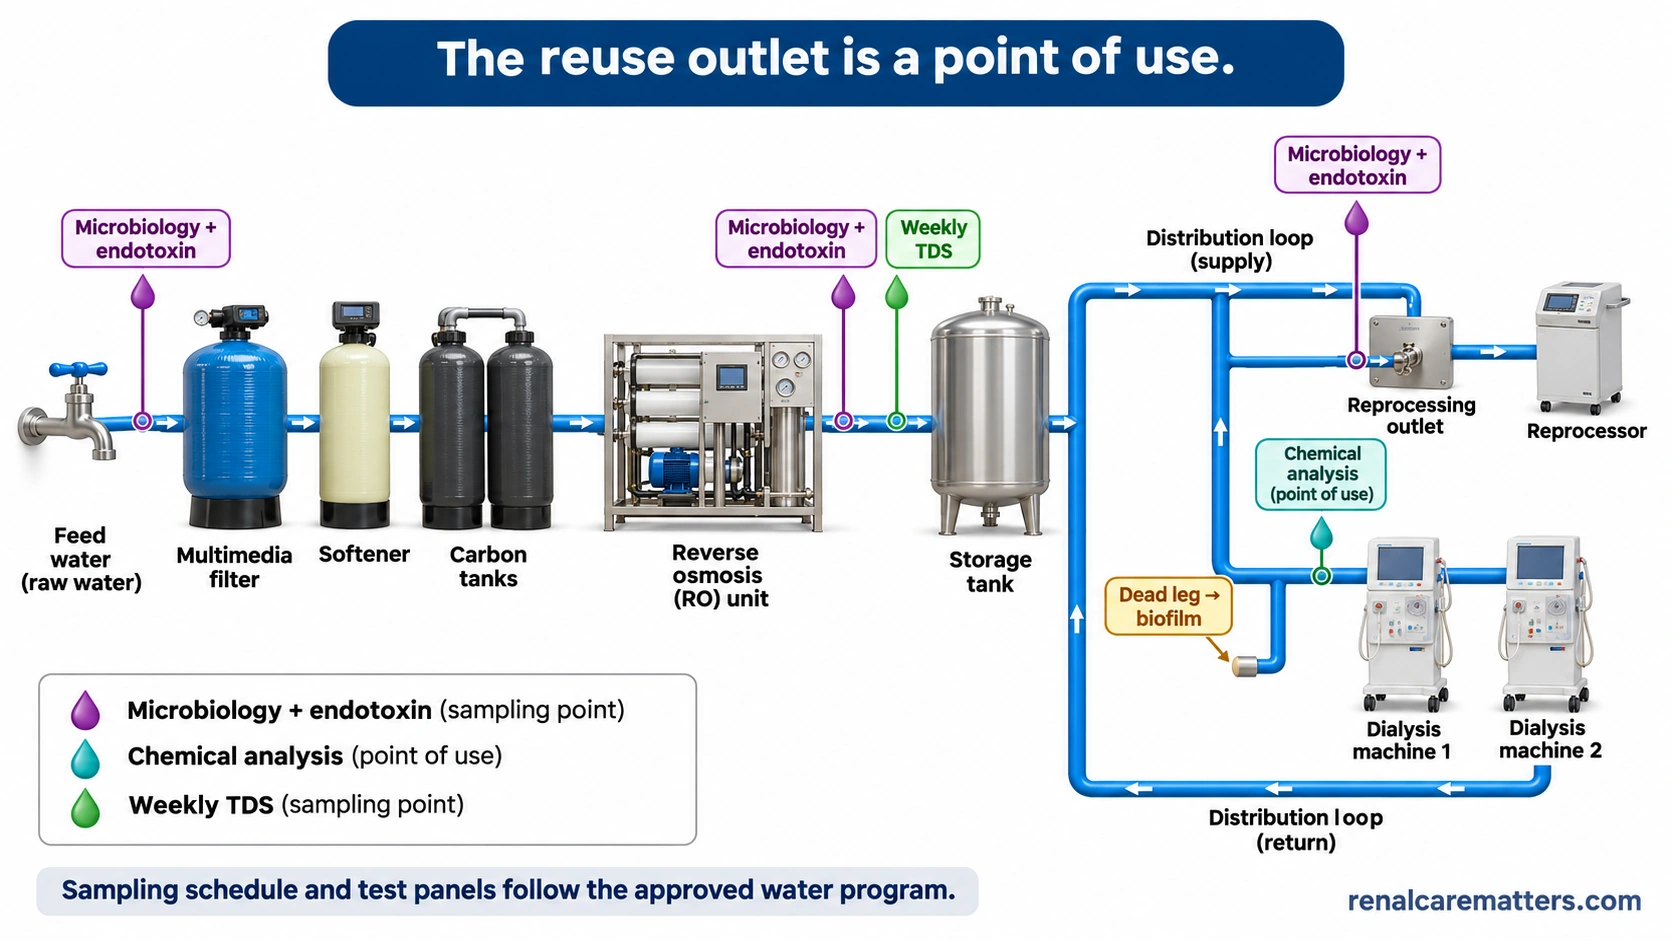 The reuse outlet is a point of use.
Microbiology +
endotoxin
Microbiology +
endotoxin
Weekly
TDS
Microbiology +
endotoxin
Distribution loop
(supply)
Reprocessing
outlet
Reprocessor
Chemical
analysis
(point of use)
Feed
water
(raw water)
Multimedia
filter
Softener
Carbon
tanks
Reverse
osmosis
(RO) unit
Storage
tank
Dead leg →
biofilm
Dialysis
machine 1
Dialysis
machine 2
Distribution loop
(return)
Microbiology + endotoxin (sampling point)
Chemical analysis (point of use)
Weekly TDS (sampling point)
Sampling schedule and test panels follow the approved water program.
renalcarematters.com